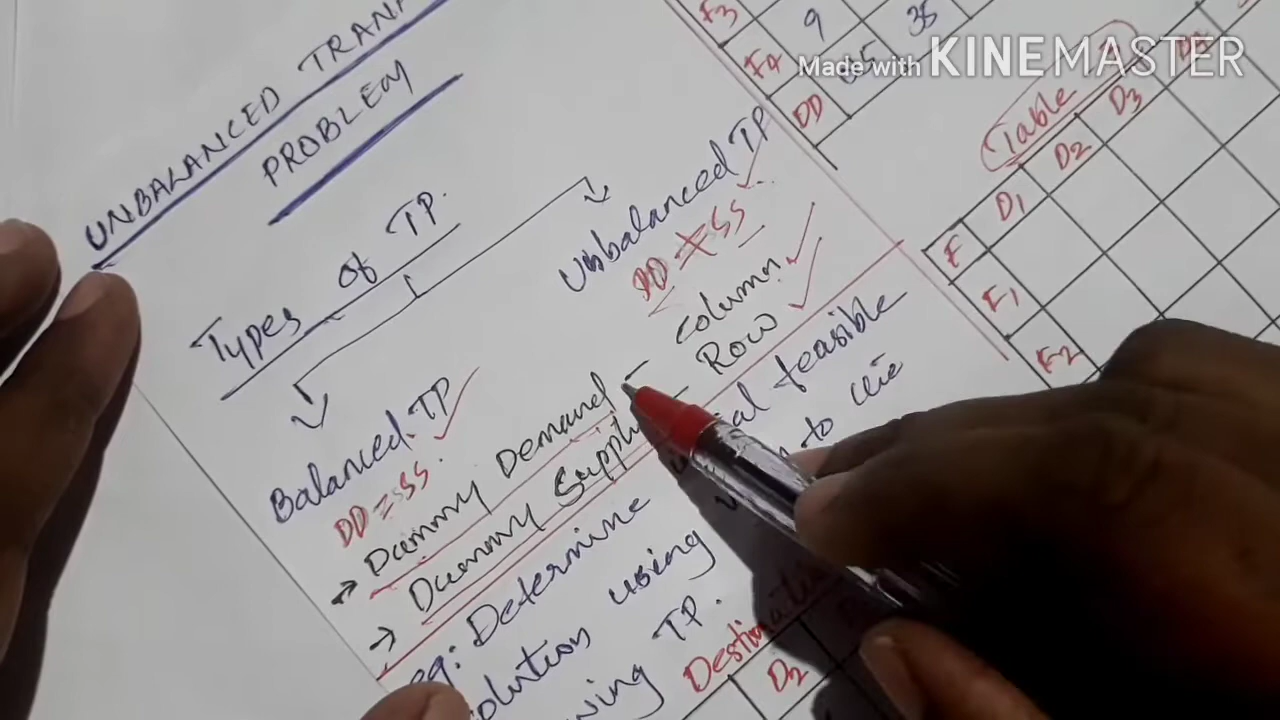 UNBALANCED TRAN
PROBLEM
Types of TP.
Balanced TP
DD = SS.
Unbalanced TP
DD ≠ SS
→ Dummy Demand - Column
→ Dummy Supply - Row
eg: Determine feasible
solution using to the
TP.
Destinati
D2
F3 9 35
F4
DD
Table
F D1 D2 D3
F1
F2
Made with KINEMASTER